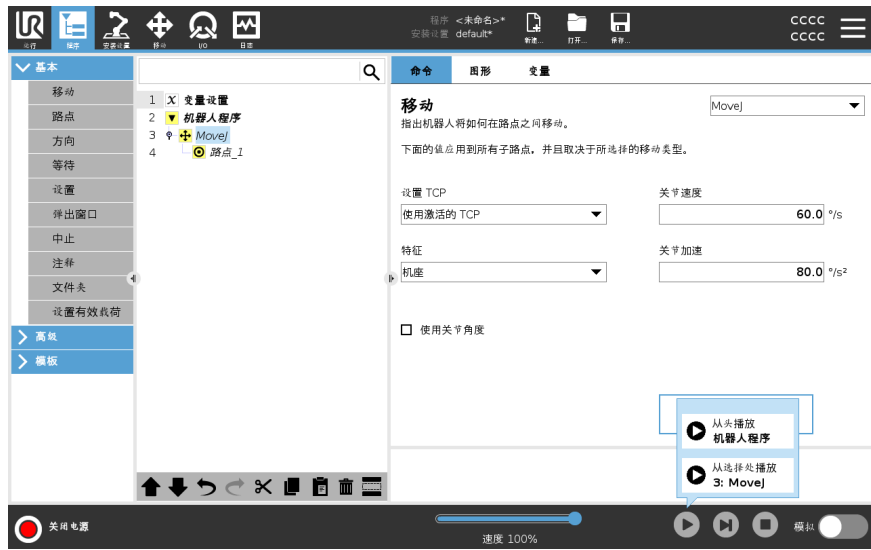 UR
运行
程序
安装设置
移动
I/O
日志
程序 <未命名>*
安装设置 default*
新建...
打开...
保存...
cccc
cccc
基本
移动
路点
方向
等待
设置
弹出窗口
中止
注释
文件夹
设置有效载荷
高级
模板
1 X 变量设置
2 机器人程序
3 MoveJ
4 路点_1
命令 图形 变量
移动
MoveJ
指出机器人将如何在路点之间移动。
下面的值应用到所有子路点，并且取决于所选择的移动类型。
设置 TCP
关节速度
使用激活的 TCP
60.0 °/s
特征
关节加速
机座
80.0 °/s²
使用关节角度
从头播放
机器人程序
从选择处播放
3: MoveJ
关闭电源
速度 100%
模拟